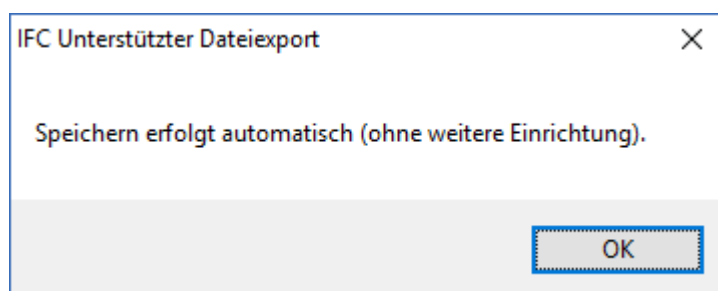 IFC Unterstützter Dateiexport
Speichern erfolgt automatisch (ohne weitere Einrichtung).
OK